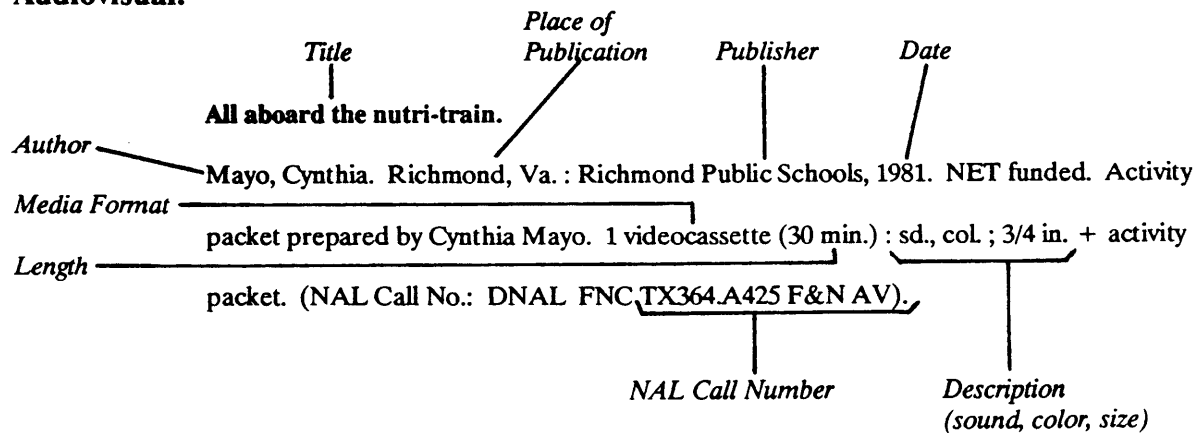 Audiovisual:
Place of
Title Publication Publisher Date
All aboard the nutri-train.
Author
Mayo, Cynthia. Richmond, Va. : Richmond Public Schools, 1981. NET funded. Activity
Media Format
packet prepared by Cynthia Mayo. 1 videocassette (30 min.) : sd., col. ; 3/4 in. + activity
Length
packet. (NAL Call No.: DNAL FNC TX364.A425 F&N AV).
NAL Call Number Description
(sound, color, size)